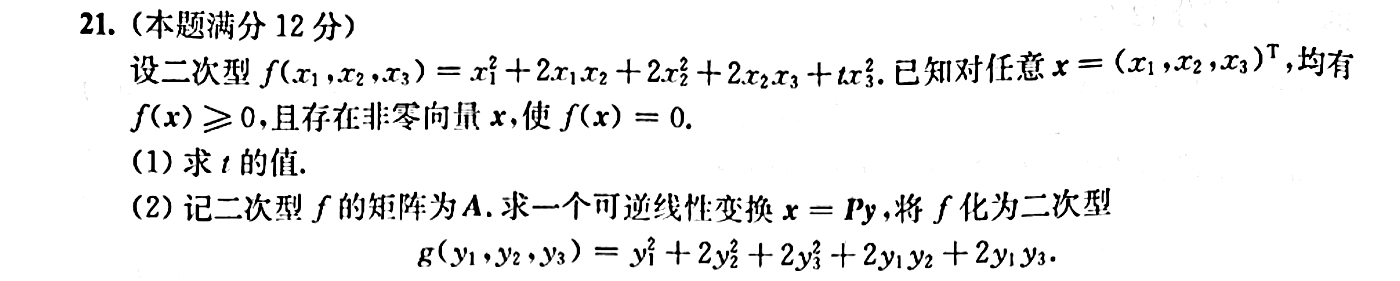 21. (本题满分 12 分)
设二次型 f(x₁,x₂,x₃) = x₁² + 2x₁x₂ + 2x₂² + 2x₂x₃ + tx₃². 已知对任意 x = (x₁,x₂,x₃)ᵀ,均有
f(x) ⩾ 0,且存在非零向量 x,使 f(x) = 0.
(1) 求 t 的值.
(2) 记二次型 f 的矩阵为 A. 求一个可逆线性变换 x = Py,将 f 化为二次型
g(y₁,y₂,y₃) = y₁² + 2y₂² + 2y₃² + 2y₁y₂ + 2y₁y₃.